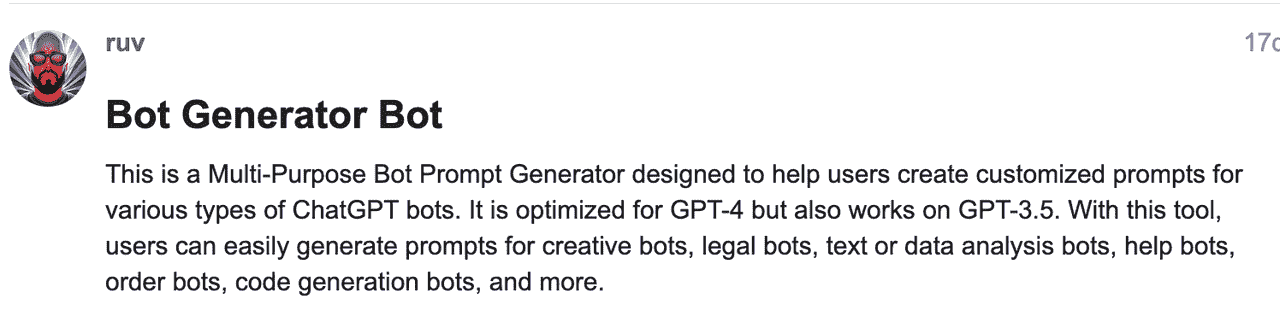 ruv
17d
Bot Generator Bot
This is a Multi-Purpose Bot Prompt Generator designed to help users create customized prompts for
various types of ChatGPT bots. It is optimized for GPT-4 but also works on GPT-3.5. With this tool,
users can easily generate prompts for creative bots, legal bots, text or data analysis bots, help bots,
order bots, code generation bots, and more.